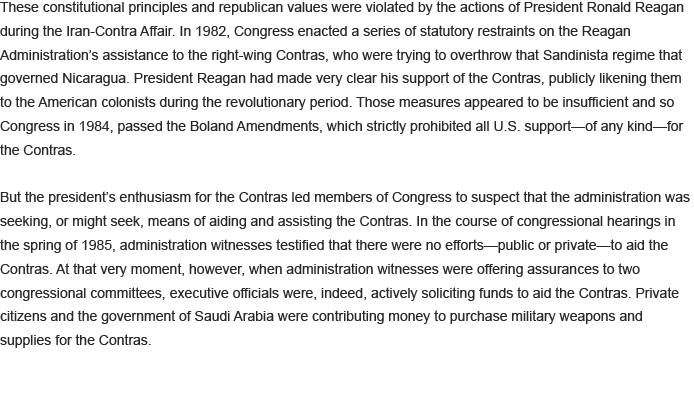 These constitutional principles and republican values were violated by the actions of President Ronald Reagan
during the Iran-Contra Affair. In 1982, Congress enacted a series of statutory restraints on the Reagan
Administration’s assistance to the right-wing Contras, who were trying to overthrow that Sandinista regime that
governed Nicaragua. President Reagan had made very clear his support of the Contras, publicly likening them
to the American colonists during the revolutionary period. Those measures appeared to be insufficient and so
Congress in 1984, passed the Boland Amendments, which strictly prohibited all U.S. support—of any kind—for
the Contras.
But the president’s enthusiasm for the Contras led members of Congress to suspect that the administration was
seeking, or might seek, means of aiding and assisting the Contras. In the course of congressional hearings in
the spring of 1985, administration witnesses testified that there were no efforts—public or private—to aid the
Contras. At that very moment, however, when administration witnesses were offering assurances to two
congressional committees, executive officials were, indeed, actively soliciting funds to aid the Contras. Private
citizens and the government of Saudi Arabia were contributing money to purchase military weapons and
supplies for the Contras.